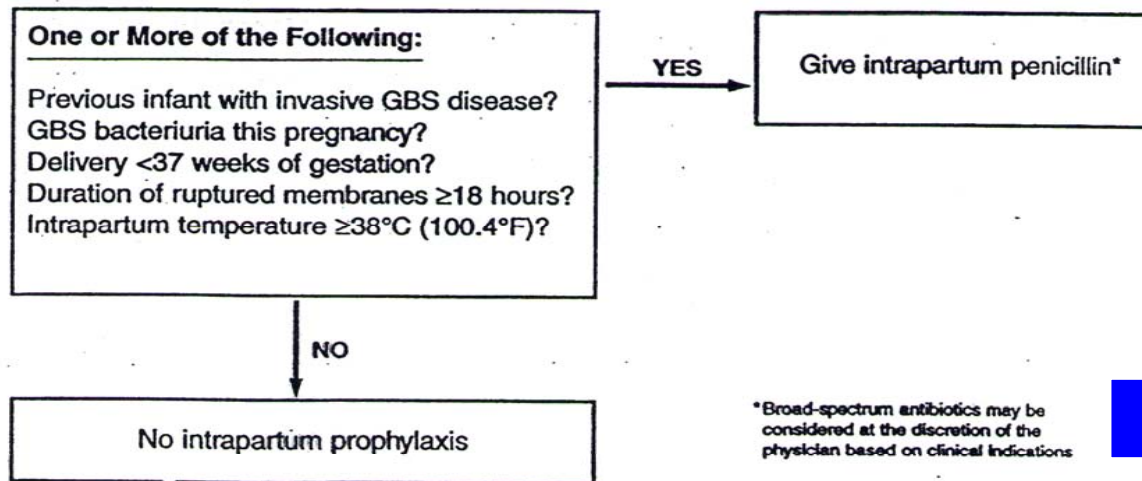 One or More of the Following:
Previous infant with invasive GBS disease?
GBS bacteriuria this pregnancy?
Delivery <37 weeks of gestation?
Duration of ruptured membranes ≥18 hours?
Intrapartum temperature ≥38°C (100.4°F)?
YES
Give intrapartum penicillin*
NO
No intrapartum prophylaxis
*Broad-spectrum antibiotics may be
considered at the discretion of the
physician based on clinical indications